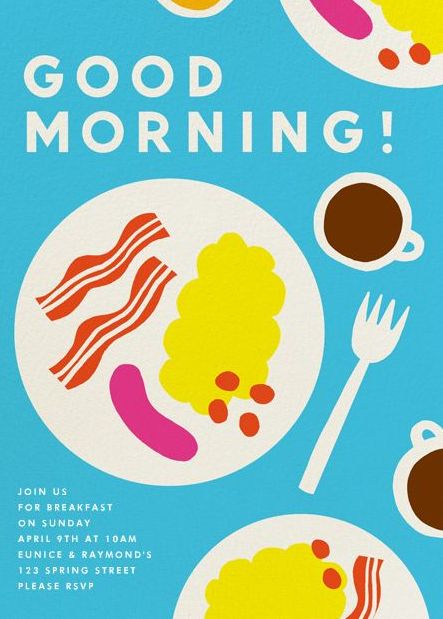 GOOD
MORNING!
JOIN US
FOR BREAKFAST
ON SUNDAY
APRIL 9TH AT 10AM
EUNICE & RAYMOND'S
123 SPRING STREET
PLEASE RSVP